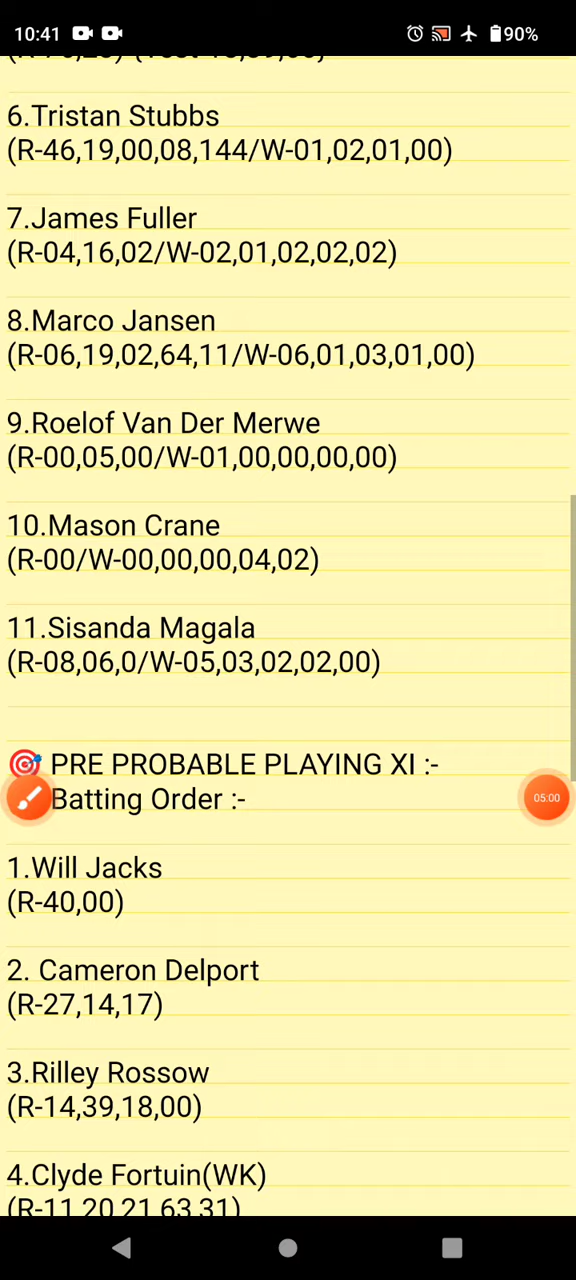 10:41 90%
6.Tristan Stubbs
(R-46,19,00,08,144/W-01,02,01,00)
7.James Fuller
(R-04,16,02/W-02,01,02,02,02)
8.Marco Jansen
(R-06,19,02,64,11/W-06,01,03,01,00)
9.Roelof Van Der Merwe
(R-00,05,00/W-01,00,00,00,00)
10.Mason Crane
(R-00/W-00,00,00,04,02)
11.Sisanda Magala
(R-08,06,0/W-05,03,02,02,00)
🎯 PRE PROBABLE PLAYING XI :-
Batting Order :-
05:00
1.Will Jacks
(R-40,00)
2. Cameron Delport
(R-27,14,17)
3.Rilley Rossow
(R-14,39,18,00)
4.Clyde Fortuin(WK)
(R-11,20,21,63,31)